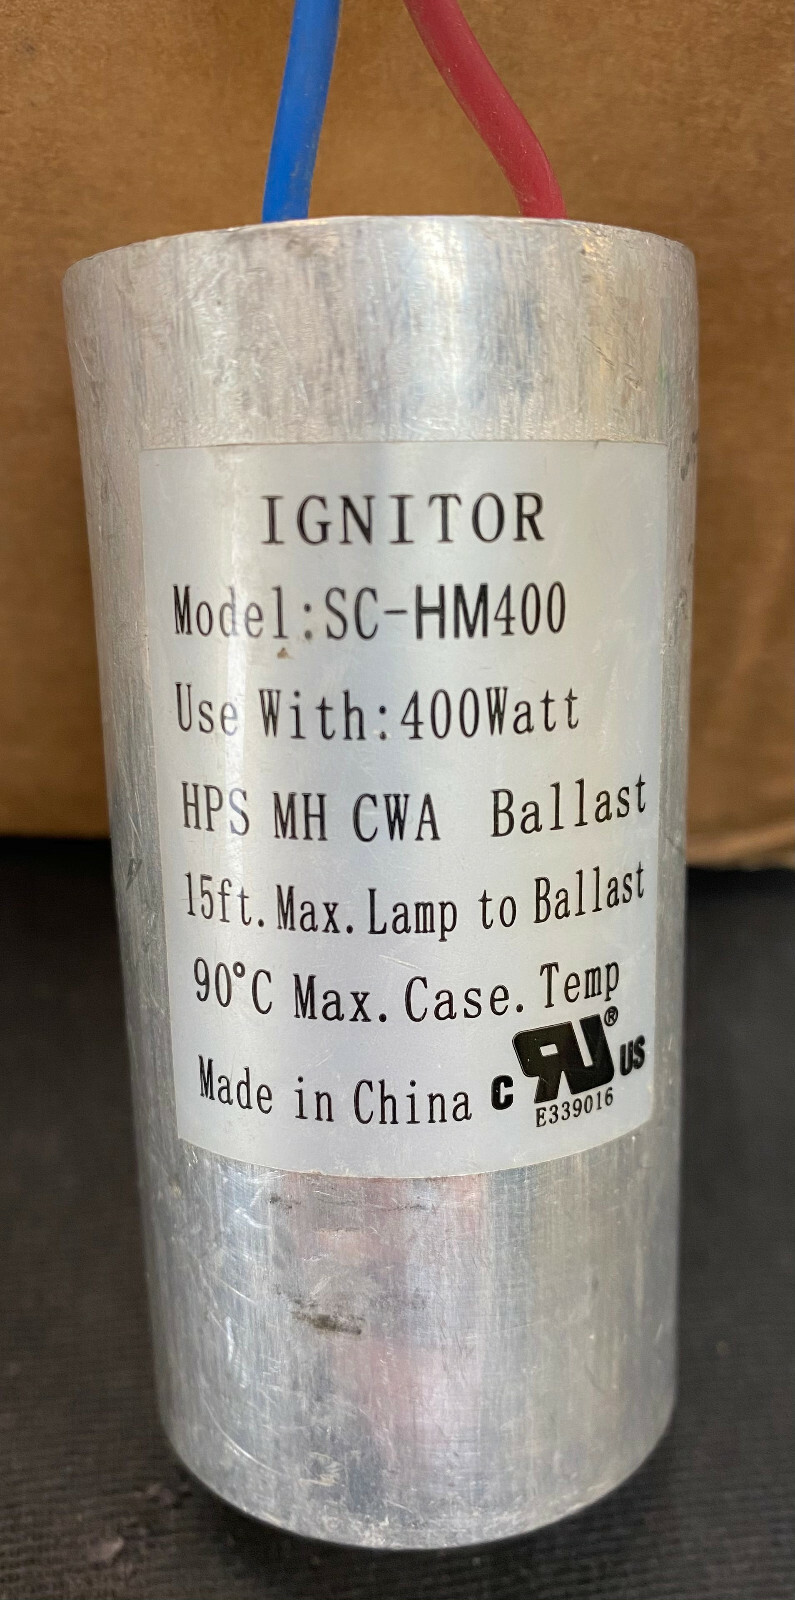 IGNITOR
Model:SC-HM400
Use With:400Watt
HPS MH CWA Ballast
15ft.Max.Lamp to Ballast
90°C Max.Case.Temp
Made in China c RU® US
E339016